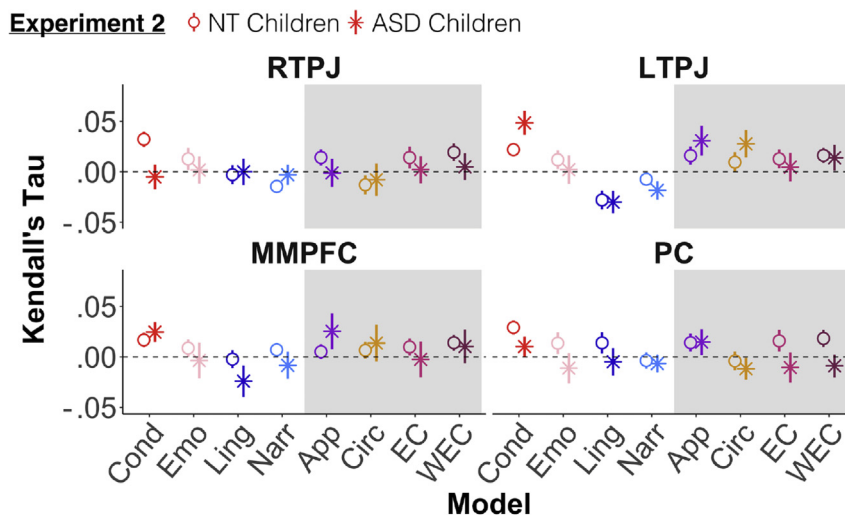 Experiment 2 NT Children ASD Children
RTPJ LTPJ
.05
.00
-.05
MMPFC PC
.05
.00
-.05
Kendall's Tau
Cond Emo Ling Narr App Circ EC WEC Cond Emo Ling Narr App Circ EC WEC
Model